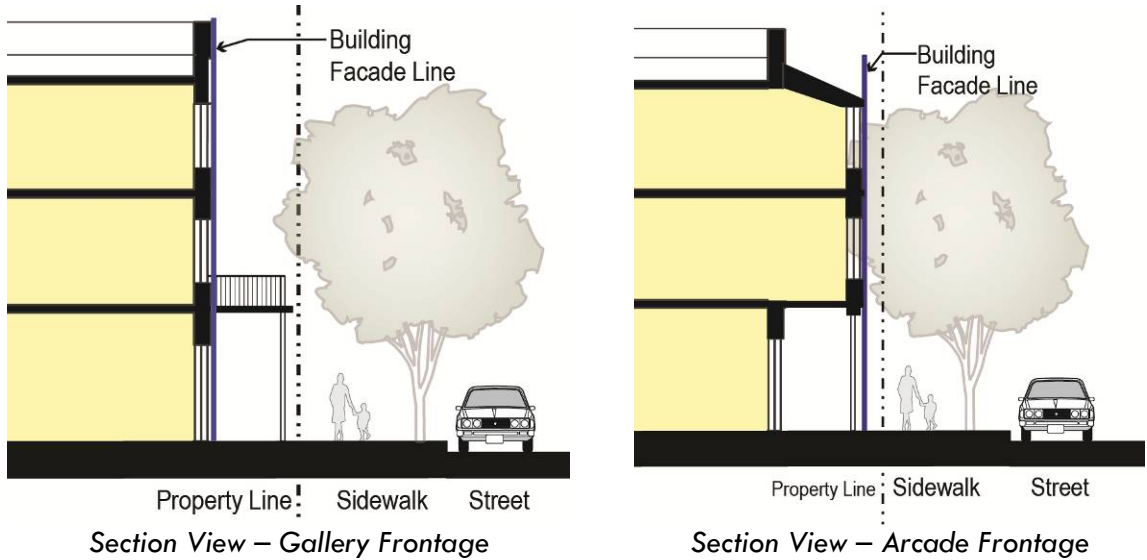 Building
Facade Line
Property Line Sidewalk Street
Section View – Gallery Frontage
Building
Facade Line
Property Line Sidewalk Street
Section View – Arcade Frontage